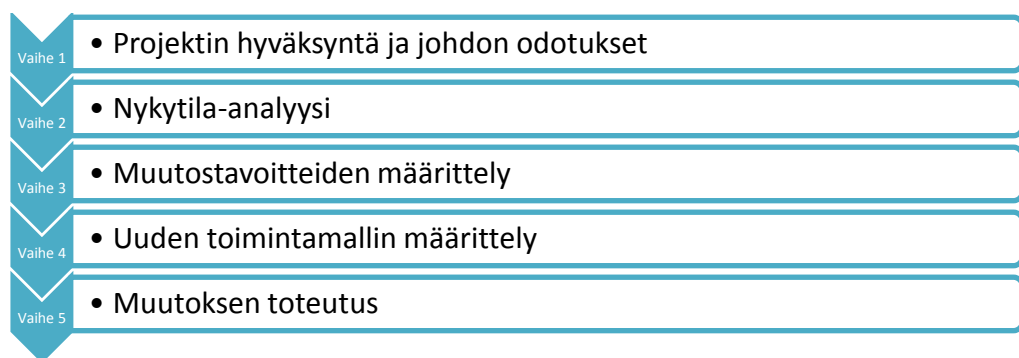 Vaihe 1
• Projektin hyväksyntä ja johdon odotukset
Vaihe 2
• Nykytila-analyysi
Vaihe 3
• Muutostavoitteiden määrittely
Vaihe 4
• Uuden toimintamallin määrittely
Vaihe 5
• Muutoksen toteutus